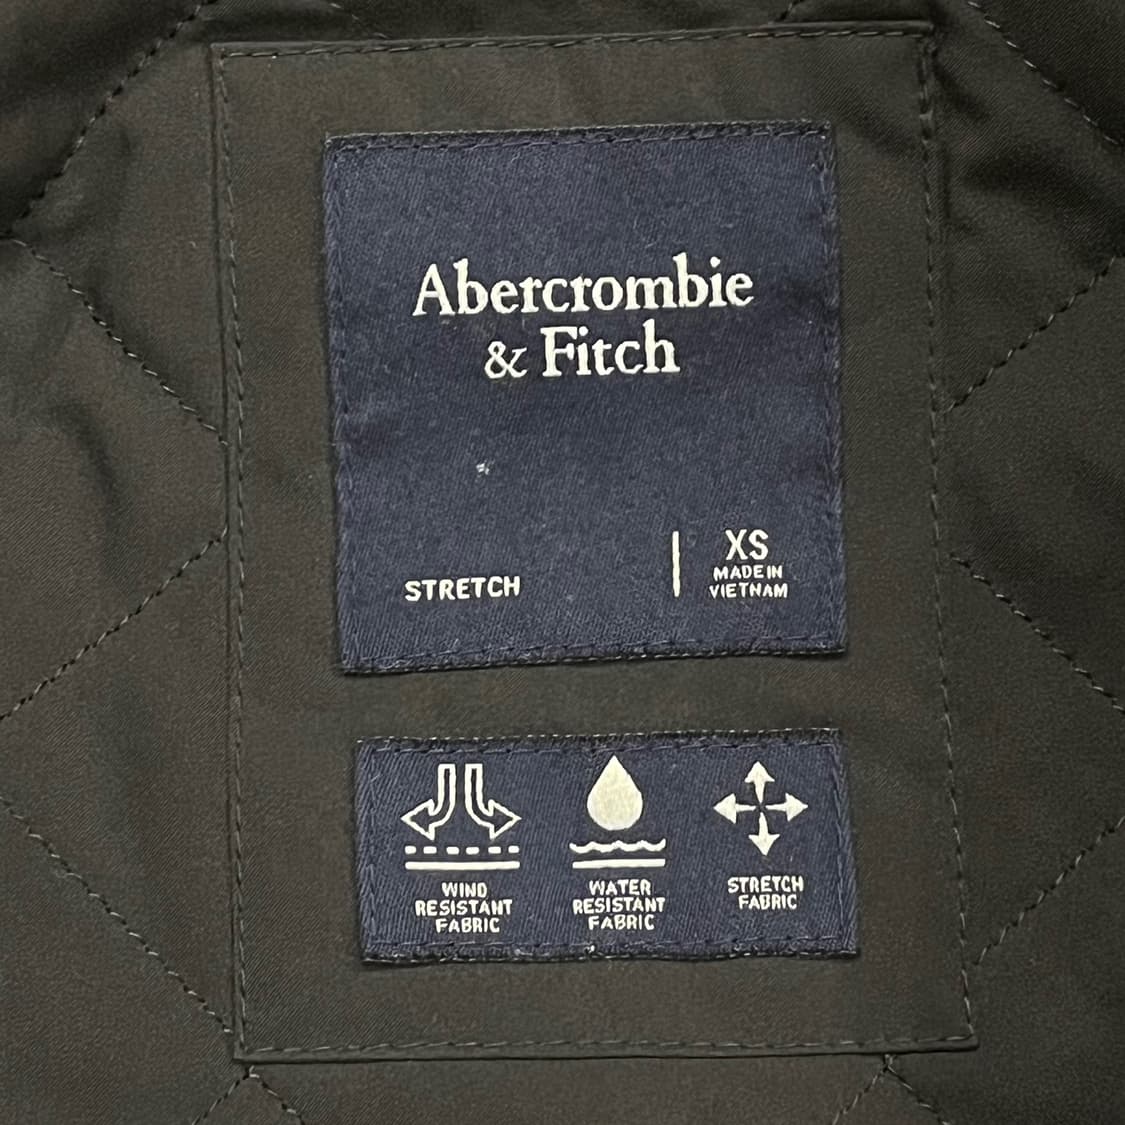 Abercrombie
& Fitch
STRETCH
XS
MADE IN
VIETNAM
WIND
RESISTANT
FABRIC
WATER
RESISTANT
FABRIC
STRETCH
FABRIC